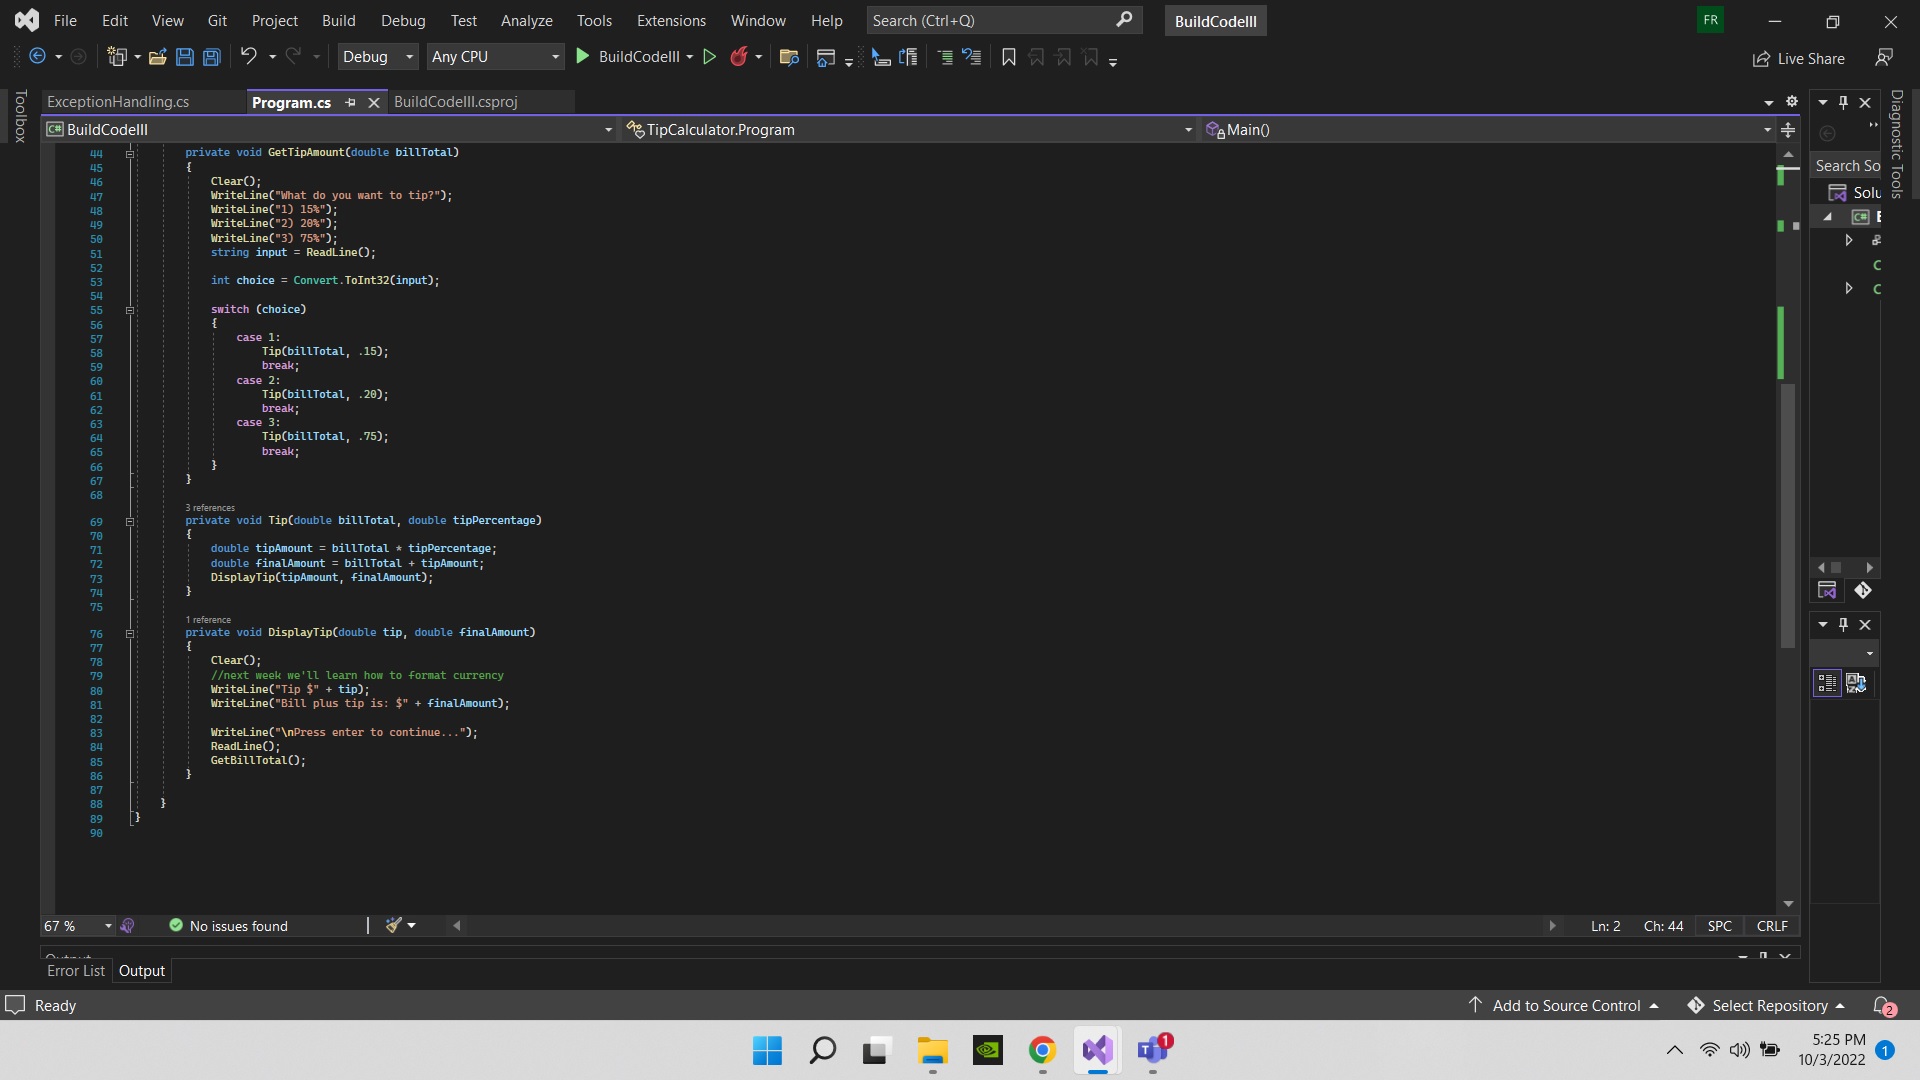 File Edit View Git Project Build Debug Test Analyze Tools Extensions Window Help Search (Ctrl+Q) BuildCodeIII FR
Debug Any CPU BuildCodeIII Live Share
Toolbox
ExceptionHandling.cs Program.cs BuildCodeIII.csproj
C# BuildCodeIII TipCalculator.Program Main()
Diagnostic Tools
Search So
Solu
C#
44 private void GetTipAmount(double billTotal)
45 {
46 Clear();
47 WriteLine("What do you want to tip?");
48 WriteLine("1) 15%");
49 WriteLine("2) 20%");
50 WriteLine("3) 75%");
51 string input = ReadLine();
52
53 int choice = Convert.ToInt32(input);
54
55 switch (choice)
56 {
57 case 1:
58 Tip(billTotal, .15);
59 break;
60 case 2:
61 Tip(billTotal, .20);
62 break;
63 case 3:
64 Tip(billTotal, .75);
65 break;
66 }
67 }
68
3 references
69 private void Tip(double billTotal, double tipPercentage)
70 {
71 double tipAmount = billTotal * tipPercentage;
72 double finalAmount = billTotal + tipAmount;
73 DisplayTip(tipAmount, finalAmount);
74 }
75
1 reference
76 private void DisplayTip(double tip, double finalAmount)
77 {
78 Clear();
79 //next week we'll learn how to format currency
80 WriteLine("Tip $" + tip);
81 WriteLine("Bill plus tip is: $" + finalAmount);
82
83 WriteLine("\nPress enter to continue...");
84 ReadLine();
85 GetBillTotal();
86 }
87
88 }
89 }
90
67 % No issues found Ln: 2 Ch: 44 SPC CRLF
Error List Output
Ready Add to Source Control Select Repository 2
1
5:25 PM
10/3/2022 1